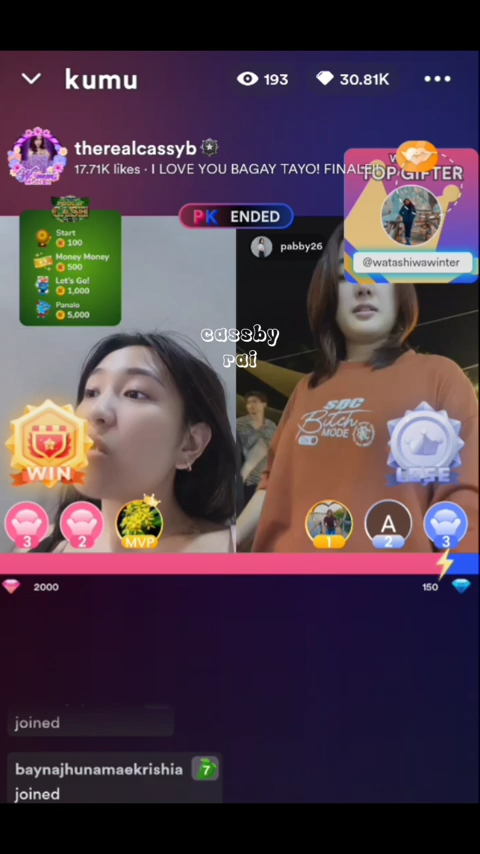 kumu
193
30.81K
therealcassyb
17.71K likes · I LOVE YOU BAGAY TAYO! FINALE
TOP GIFTER
@watashiwawinter
PK ENDED
Start
100
Money Money
500
Let's Go!
1,000
Panalo
5,000
pabby26
cassby
rai
SDC
Bitch
MODE
WIN
LOSE
3
2
MVP
1
A
2
3
2000
150
joined
baynajhunamaekrishia 7
joined